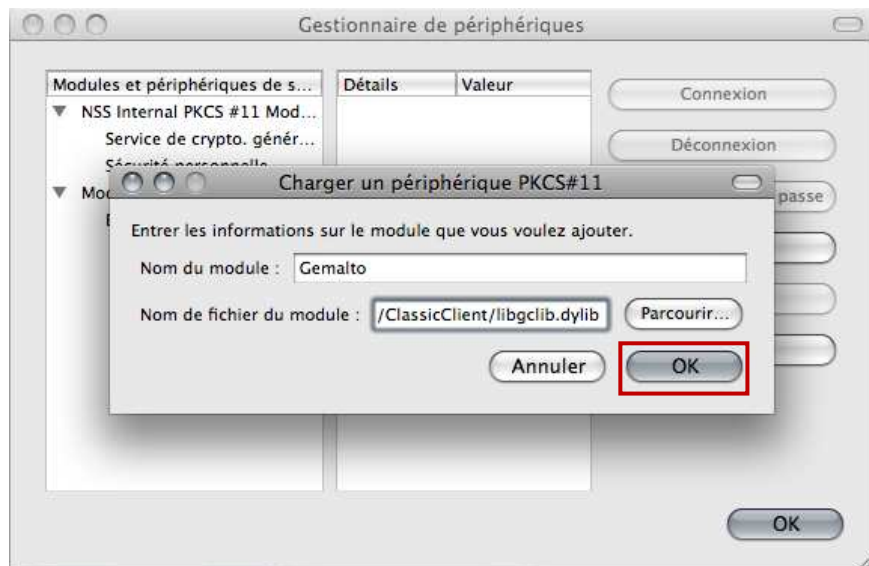 Gestionnaire de périphériques
Modules et périphériques de s... Détails Valeur
Connexion
NSS Internal PKCS #11 Mod...
Service de crypto. génér...
Déconnexion
Sécurité personnelle
passe
Charger un périphérique PKCS#11
Entrer les informations sur le module que vous voulez ajouter.
Nom du module : Gemalto
Nom de fichier du module : /ClassicClient/libgclib.dylib Parcourir...
Annuler OK
OK